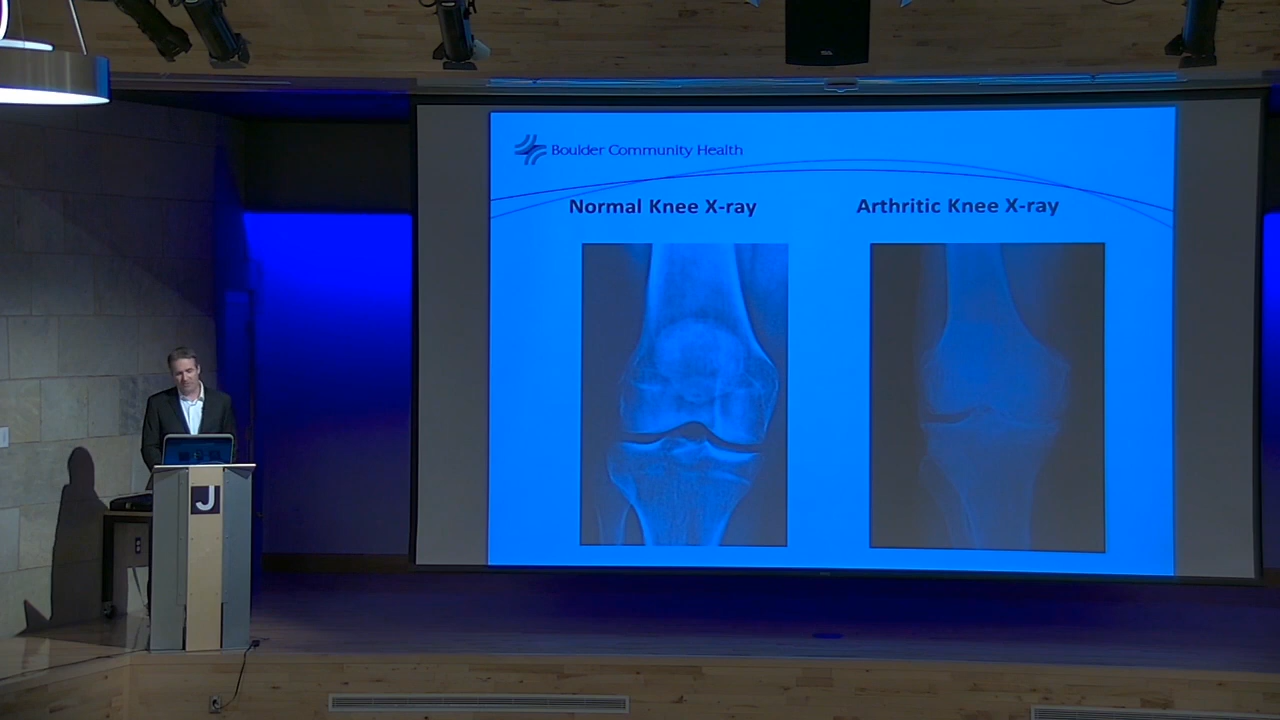 Boulder Community Health
Normal Knee X-ray
Arthritic Knee X-ray
J